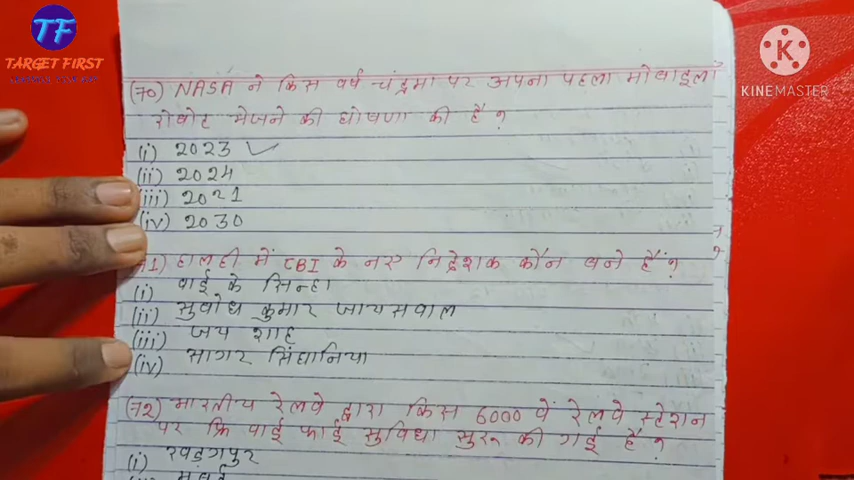 TF
TARGET FIRST
KINEMASTER
(70) NASA ने किस वर्ष चंद्रमा पर अपना पहला मोबाइल
रोबोट भेजने की घोषणा की है ?
(i) 2023
(ii) 2024
(iii) 2021
(iv) 2030
71) हालही में CBI के नए निद्रेशक कौन बने हैं ?
(i) वाई के सिन्हा
(ii) सुबोध कुमार जायसवाल
(iii) जय शाह
(iv) सागर सिंघानिया
(72) भारतीय रेलवे द्वारा किस 6000 वें रेलवे स्टेशन
पर फ्रि वाई फाई सुविधा सुरू की गई है ?
(i) खड़गपुर
मुंबई